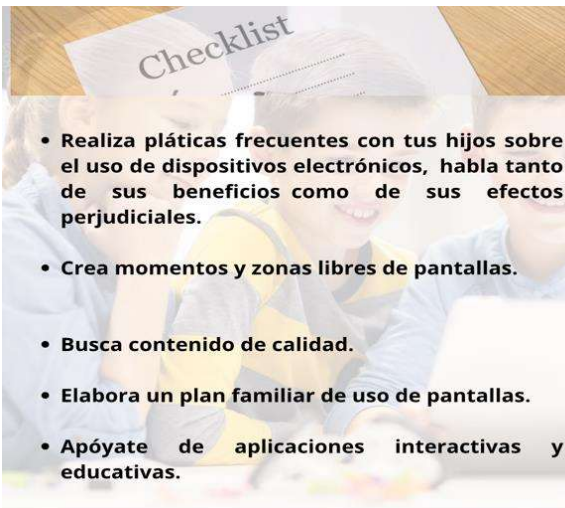 Checklist
• Realiza pláticas frecuentes con tus hijos sobre
el uso de dispositivos electrónicos, habla tanto
de sus beneficios como de sus efectos
perjudiciales.
• Crea momentos y zonas libres de pantallas.
• Busca contenido de calidad.
• Elabora un plan familiar de uso de pantallas.
• Apóyate de aplicaciones interactivas y
educativas.